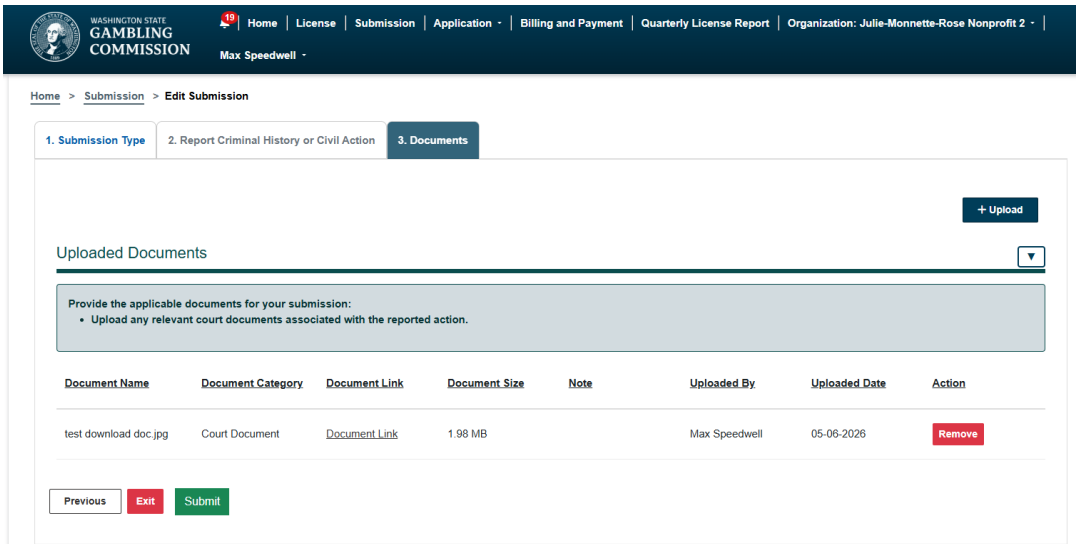 WASHINGTON STATE
GAMBLING
COMMISSION
19 | Home | License | Submission | Application | Billing and Payment | Quarterly License Report | Organization: Julie-Monnette-Rose Nonprofit 2 |
Max Speedwell
Home > Submission > Edit Submission
1. Submission Type 2. Report Criminal History or Civil Action 3. Documents
+ Upload
Uploaded Documents
Provide the applicable documents for your submission:
• Upload any relevant court documents associated with the reported action.
Document Name Document Category Document Link Document Size Note Uploaded By Uploaded Date Action
test download doc.jpg Court Document Document Link 1.98 MB Max Speedwell 05-06-2026 Remove
Previous Exit Submit